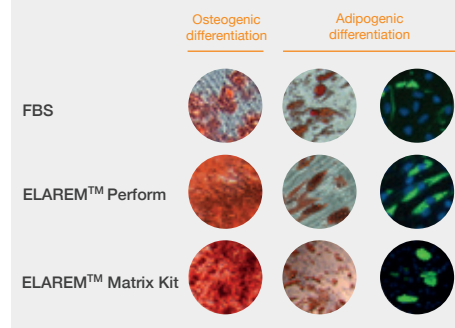 Osteogenic
differentiation
Adipogenic
differentiation
FBS
ELAREM™ Perform
ELAREM™ Matrix Kit